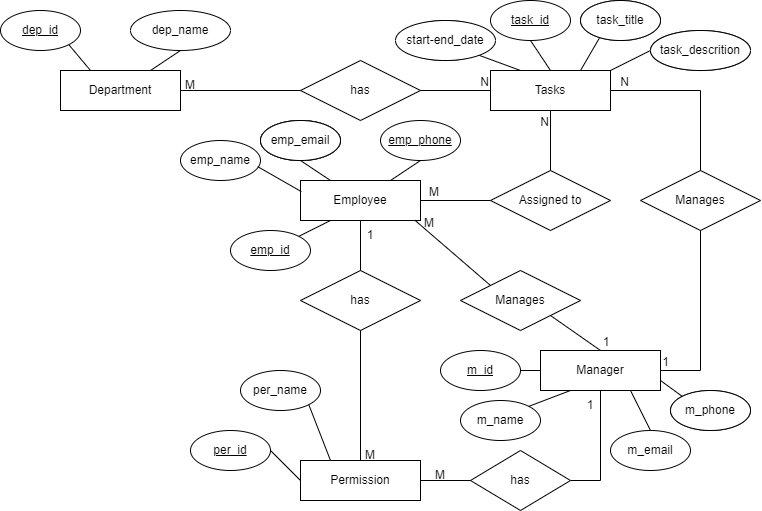 dep_id
dep_name
start-end_date
task_id
task_title
task_descrition
Department
M
has
N
Tasks
N
N
emp_name
emp_email
emp_phone
Employee
M
Assigned to
Manages
emp_id
1
M
has
Manages
1
m_id
Manager
1
per_name
m_name
1
m_phone
per_id
M
m_email
Permission
M
has